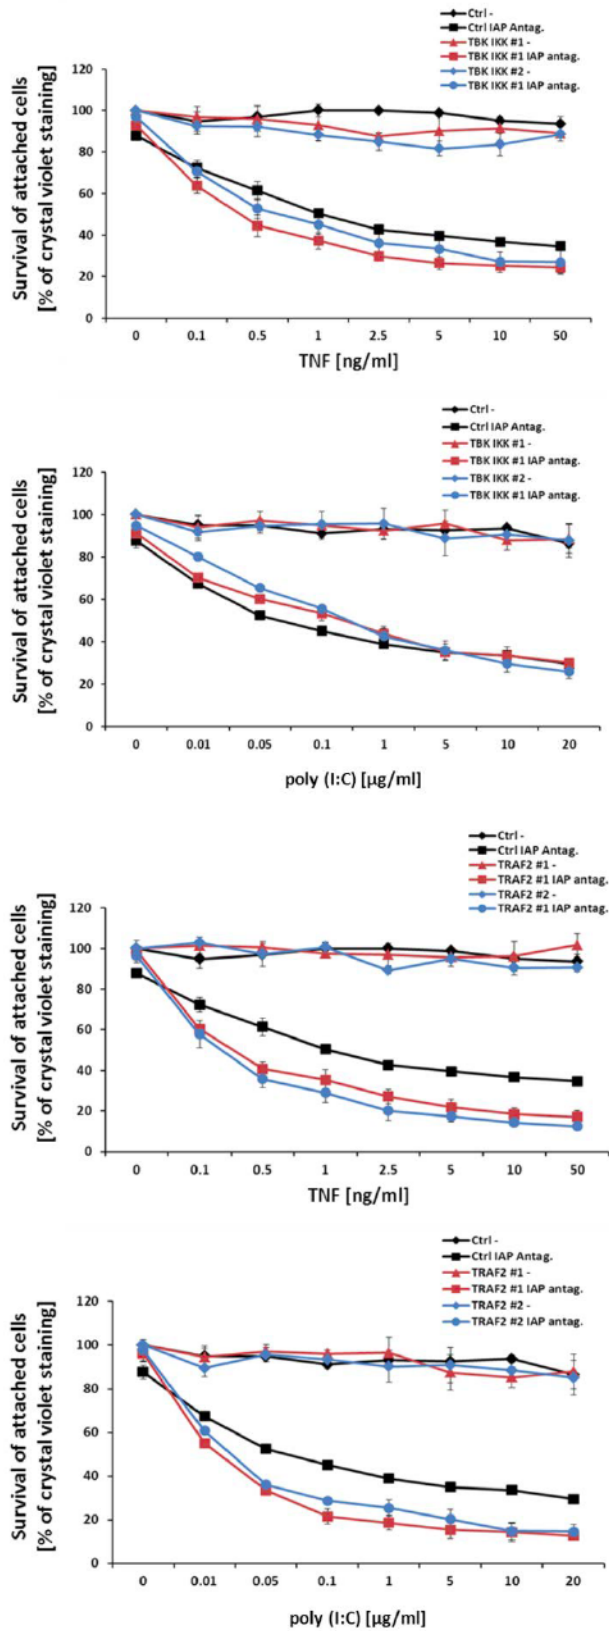 Ctrl -
Ctrl IAP Antag.
TBK IKK #1 -
TBK IKK #1 IAP antag.
TBK IKK #2 -
TBK IKK #1 IAP antag.
Survival of attached cells
[% of crystal violet staining]
120
100
80
60
40
20
0
0 0.1 0.5 1 2.5 5 10 50
TNF [ng/ml]
Ctrl -
Ctrl IAP Antag.
TBK IKK #1 -
TBK IKK #1 IAP antag.
TBK IKK #2 -
TBK IKK #1 IAP antag.
Survival of attached cells
[% of crystal violet staining]
120
100
80
60
40
20
0
0 0.01 0.05 0.1 1 5 10 20
poly (I:C) [µg/ml]
Ctrl -
Ctrl IAP Antag.
TRAF2 #1 -
TRAF2 #1 IAP antag.
TRAF2 #2 -
TRAF2 #1 IAP antag.
Survival of attached cells
[% of crystal violet staining]
120
100
80
60
40
20
0
0 0.1 0.5 1 2.5 5 10 50
TNF [ng/ml]
Ctrl -
Ctrl IAP Antag.
TRAF2 #1 -
TRAF2 #1 IAP antag.
TRAF2 #2 -
TRAF2 #2 IAP antag.
Survival of attached cells
[% of crystal violet staining]
120
100
80
60
40
20
0
0 0.01 0.05 0.1 1 5 10 20
poly (I:C) [µg/ml]